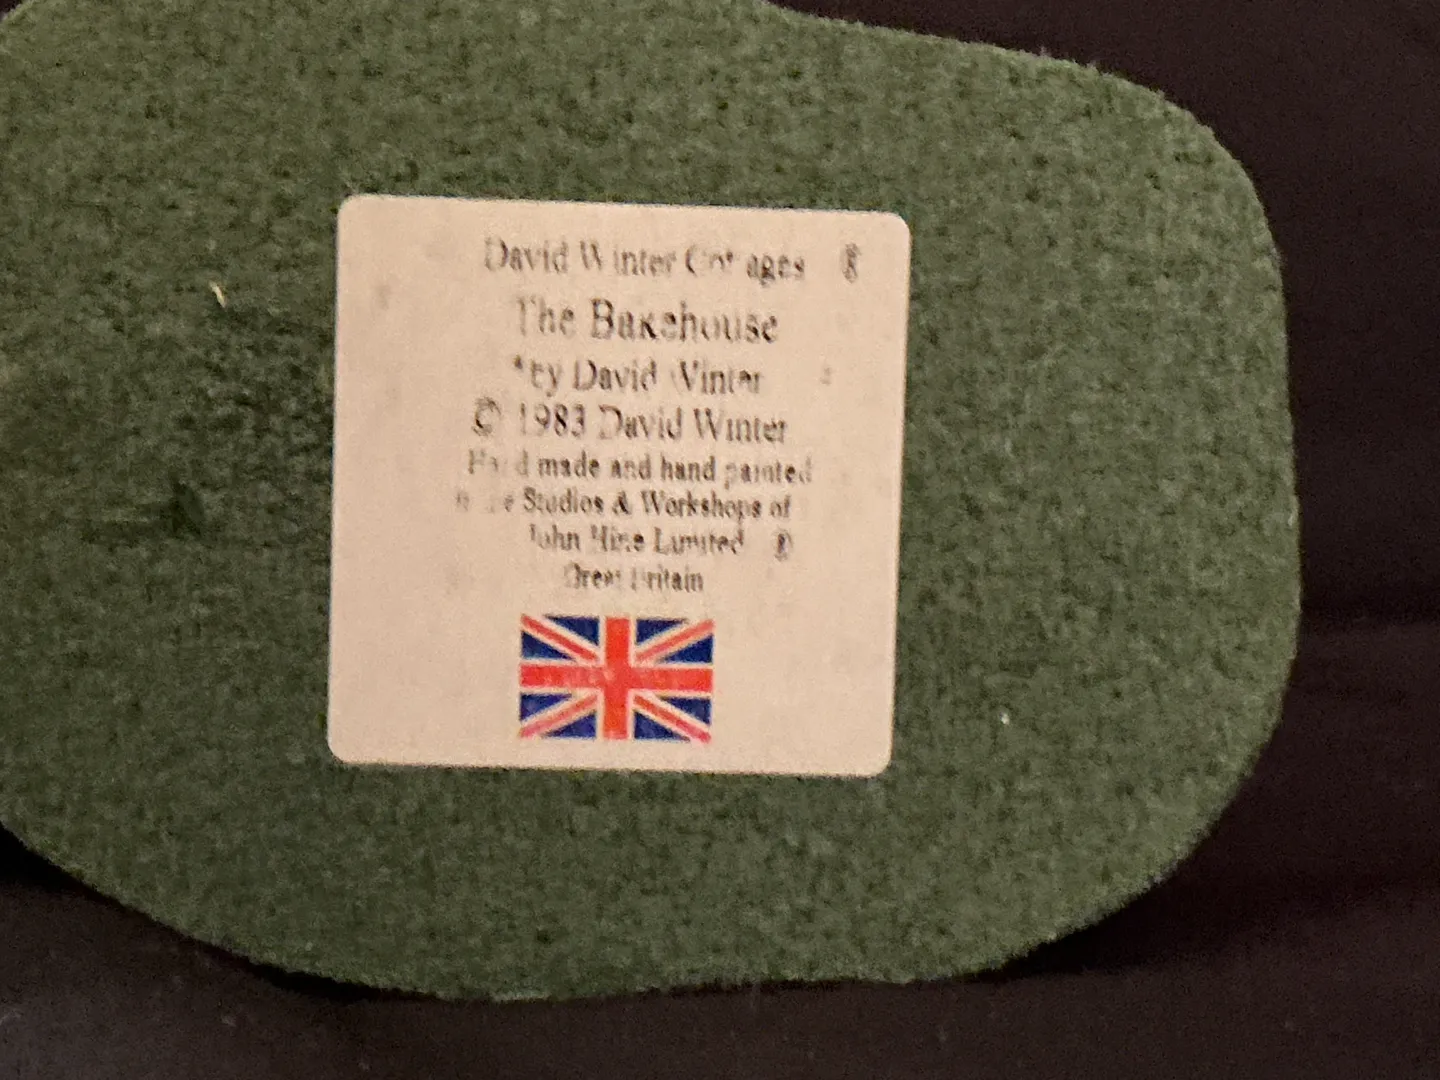 David Winter Cottages ®
The Bakehouse
*by David Winter
© 1983 David Winter
Hand made and hand painted
Studios & Workshops of
John Hine Limited ®
Great Britain